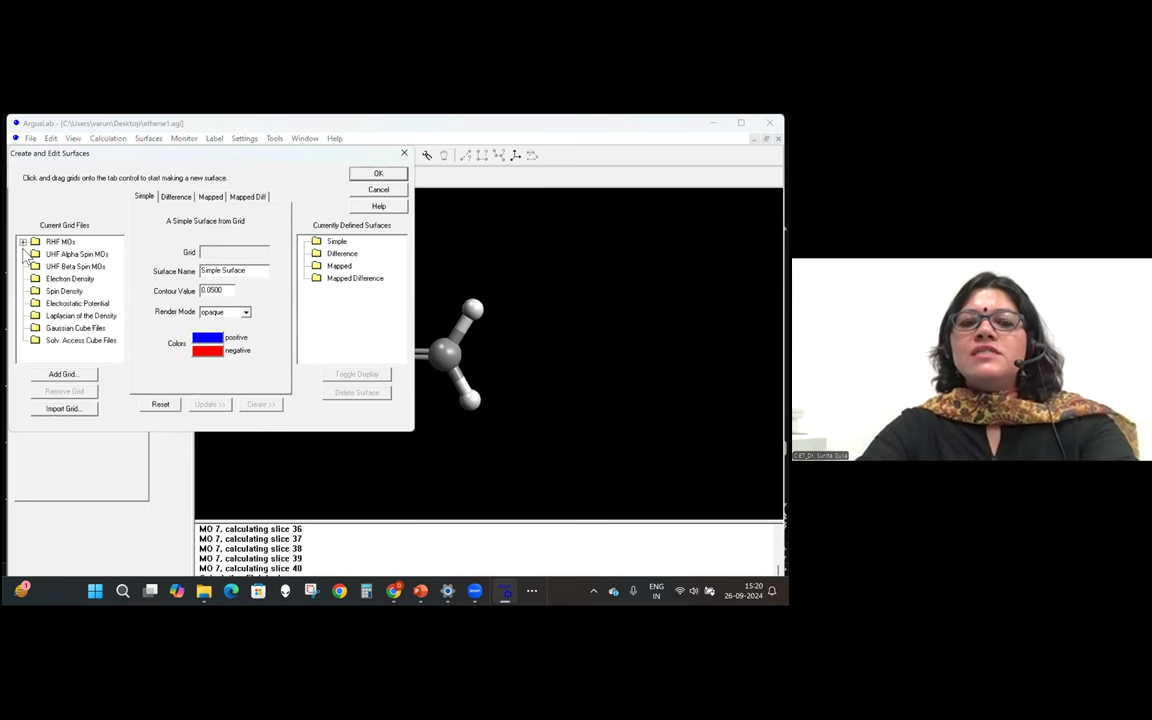 ArgusLab - [C:\Users\varun\Desktop\ethene1.agl]
File Edit View Calculation Surfaces Monitor Label Settings Tools Window Help
Create and Edit Surfaces
Click and drag grids onto the tab control to start making a new surface.
OK
Cancel
Help
Simple Difference Mapped Mapped Diff
Current Grid Files
RHF MOs
UHF Alpha Spin MOs
UHF Beta Spin MOs
Electron Density
Spin Density
Electrostatic Potential
Laplacian of the Density
Gaussian Cube Files
Solv. Access Cube Files
Add Grid...
Remove Grid
Import Grid...
A Simple Surface from Grid
Grid
Surface Name Simple Surface
Contour Value 0.0500
Render Mode opaque
Colors
positive
negative
Reset Update >> Create >>
Currently Defined Surfaces
Simple
Difference
Mapped
Mapped Difference
Toggle Display
Delete Surface
MO 7, calculating slice 36
MO 7, calculating slice 37
MO 7, calculating slice 38
MO 7, calculating slice 39
MO 7, calculating slice 40
ENG
IN
15:20
26-09-2024
CIET_Dr. Sunita Gulia